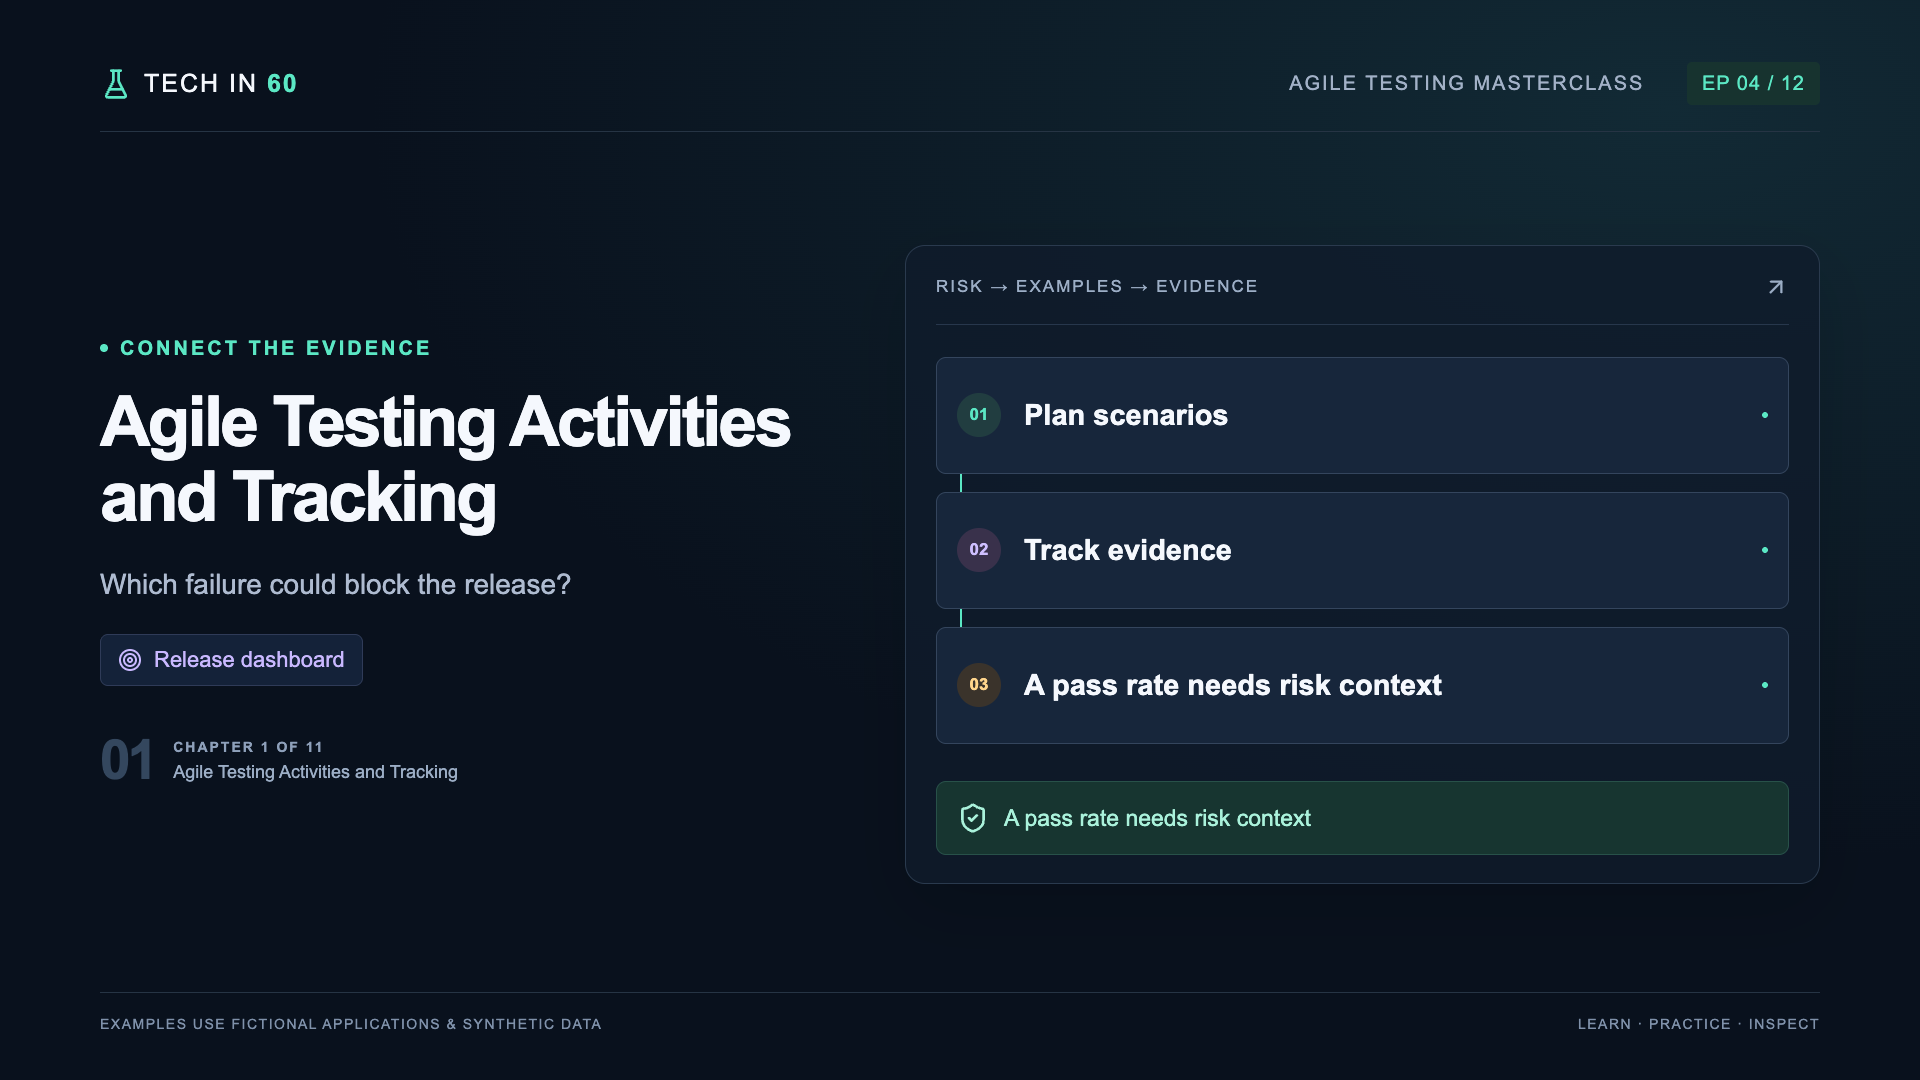 TECH IN 60
AGILE TESTING MASTERCLASS
EP 04 / 12
CONNECT THE EVIDENCE
Agile Testing Activities
and Tracking
Which failure could block the release?
Release dashboard
01
CHAPTER 1 OF 11
Agile Testing Activities and Tracking
RISK → EXAMPLES → EVIDENCE
01
Plan scenarios
02
Track evidence
03
A pass rate needs risk context
A pass rate needs risk context
EXAMPLES USE FICTIONAL APPLICATIONS & SYNTHETIC DATA
LEARN · PRACTICE · INSPECT